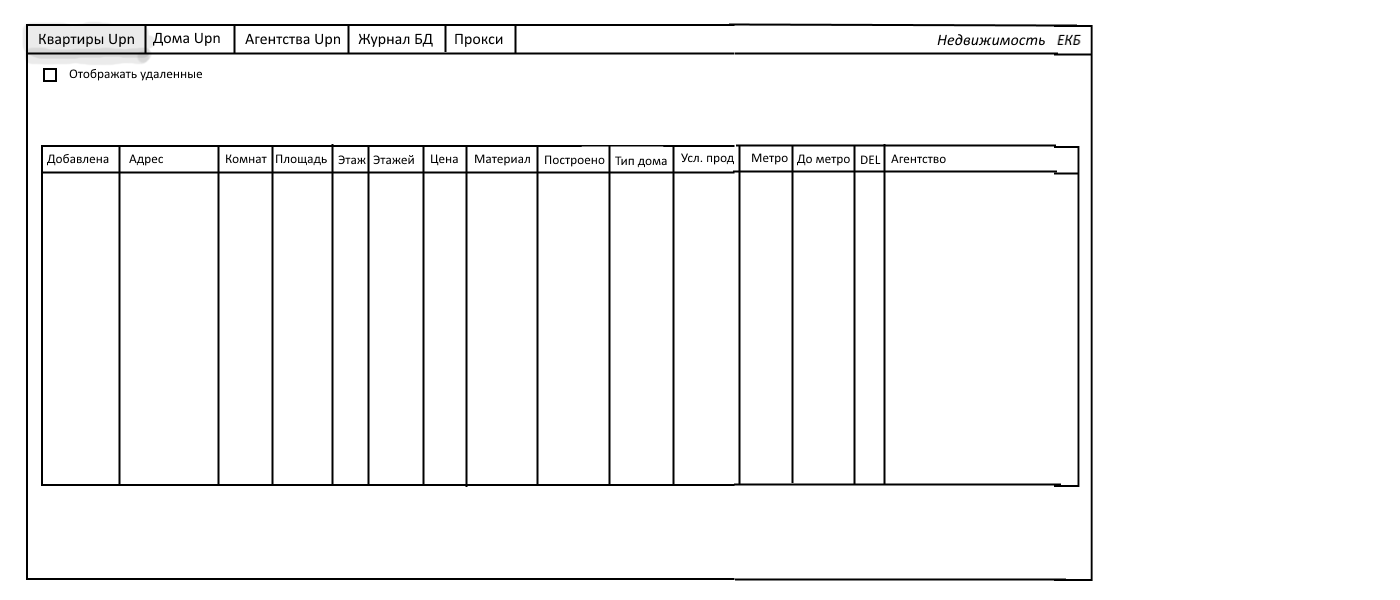 Квартиры Upn Дома Upn Агентства Upn Журнал БД Прокси Недвижимость ЕКБ
Отображать удаленные
Добавлена Адрес Комнат Площадь Этаж Этажей Цена Материал Построено Тип дома Усл. прод Метро До метро DEL Агентство